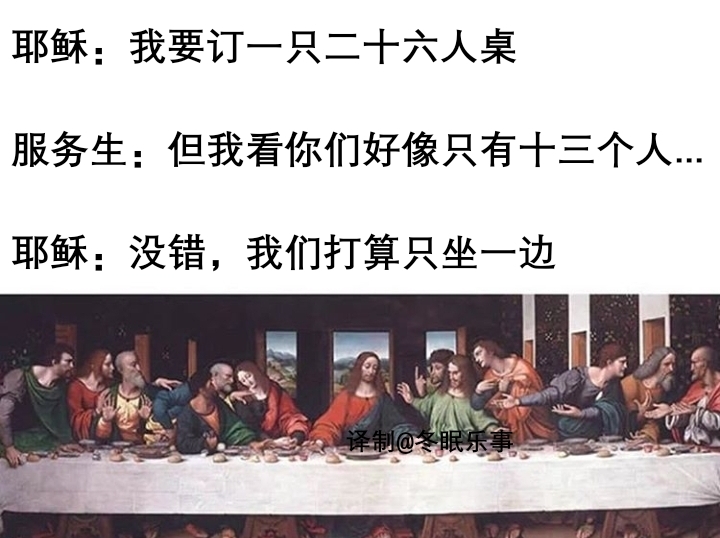 耶稣：我要订一只二十六人桌
服务生：但我看你们好像只有十三个人...
耶稣：没错，我们打算只坐一边
译制@冬眠乐事